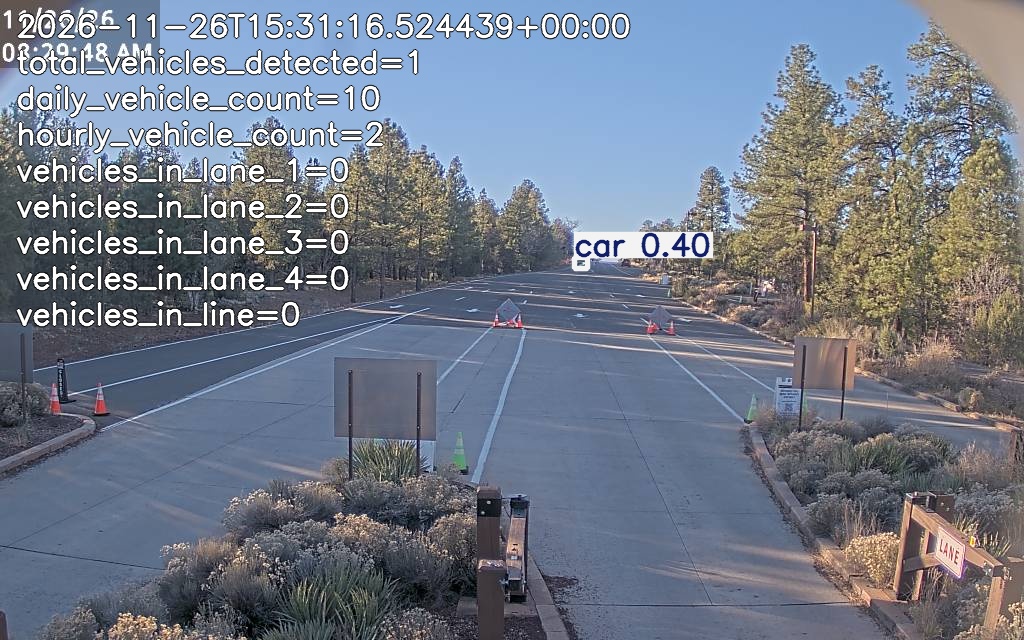 2026-11-26T15:31:16.524439+00:00
total_vehicles_detected=1
daily_vehicle_count=10
hourly_vehicle_count=2
vehicles_in_lane_1=0
vehicles_in_lane_2=0
vehicles_in_lane_3=0
vehicles_in_lane_4=0
vehicles_in_line=0
car 0.40
LANE